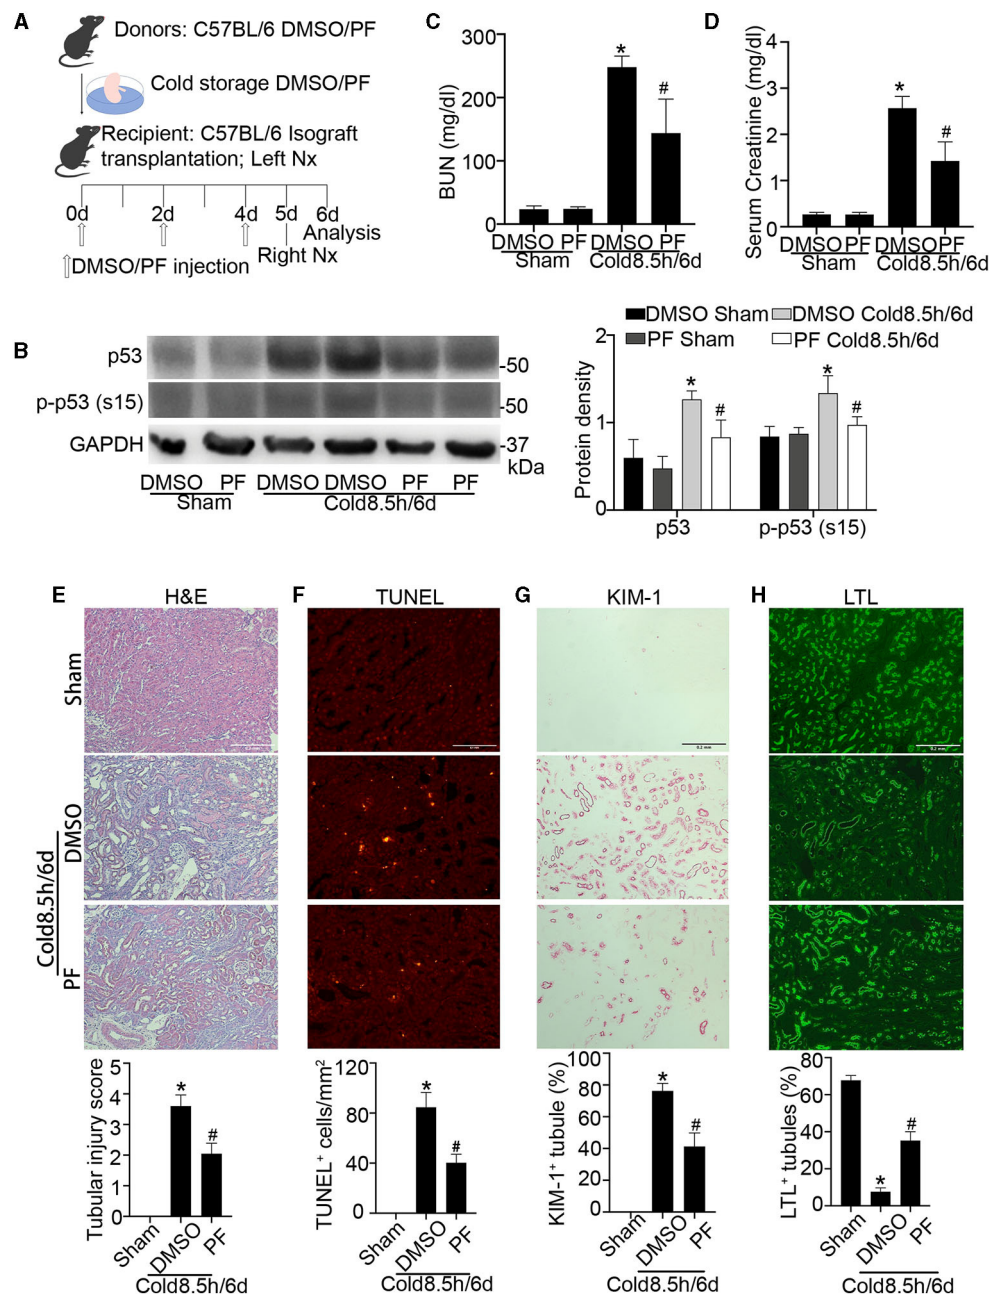 A
Donors: C57BL/6 DMSO/PF
Cold storage DMSO/PF
Recipient: C57BL/6 Isograft
transplantation; Left Nx
0d 2d 4d 5d 6d
Analysis
Right Nx
DMSO/PF injection
C
BUN (mg/dl)
300
200
100
0
*
#
DMSO PF DMSO PF
Sham Cold8.5h/6d
D
Serum Creatinine (mg/dl)
4
3
2
1
0
*
#
DMSO PF DMSO PF
Sham Cold8.5h/6d
B
p53
-50
p-p53 (s15)
-50
GAPDH
-37
kDa
DMSO PF DMSO DMSO PF PF
Sham Cold8.5h/6d
DMSO Sham DMSO Cold8.5h/6d
PF Sham PF Cold8.5h/6d
Protein density
2
1
0
* # * #
p53 p-p53 (s15)
E H&E
F TUNEL
G KIM-1
H LTL
Sham
DMSO
PF
Cold8.5h/6d
0.2 mm
0.2 mm
Tubular injury score
5
4
3
2
1
0
*
#
Sham DMSO PF
Cold8.5h/6d
TUNEL+ cells/mm2
120
80
40
0
*
#
Sham DMSO PF
Cold8.5h/6d
KIM-1+ tubule (%)
100
80
60
40
20
0
*
#
Sham DMSO PF
Cold8.5h/6d
LTL+ tubules (%)
80
60
40
20
0
*
#
Sham DMSO PF
Cold8.5h/6d